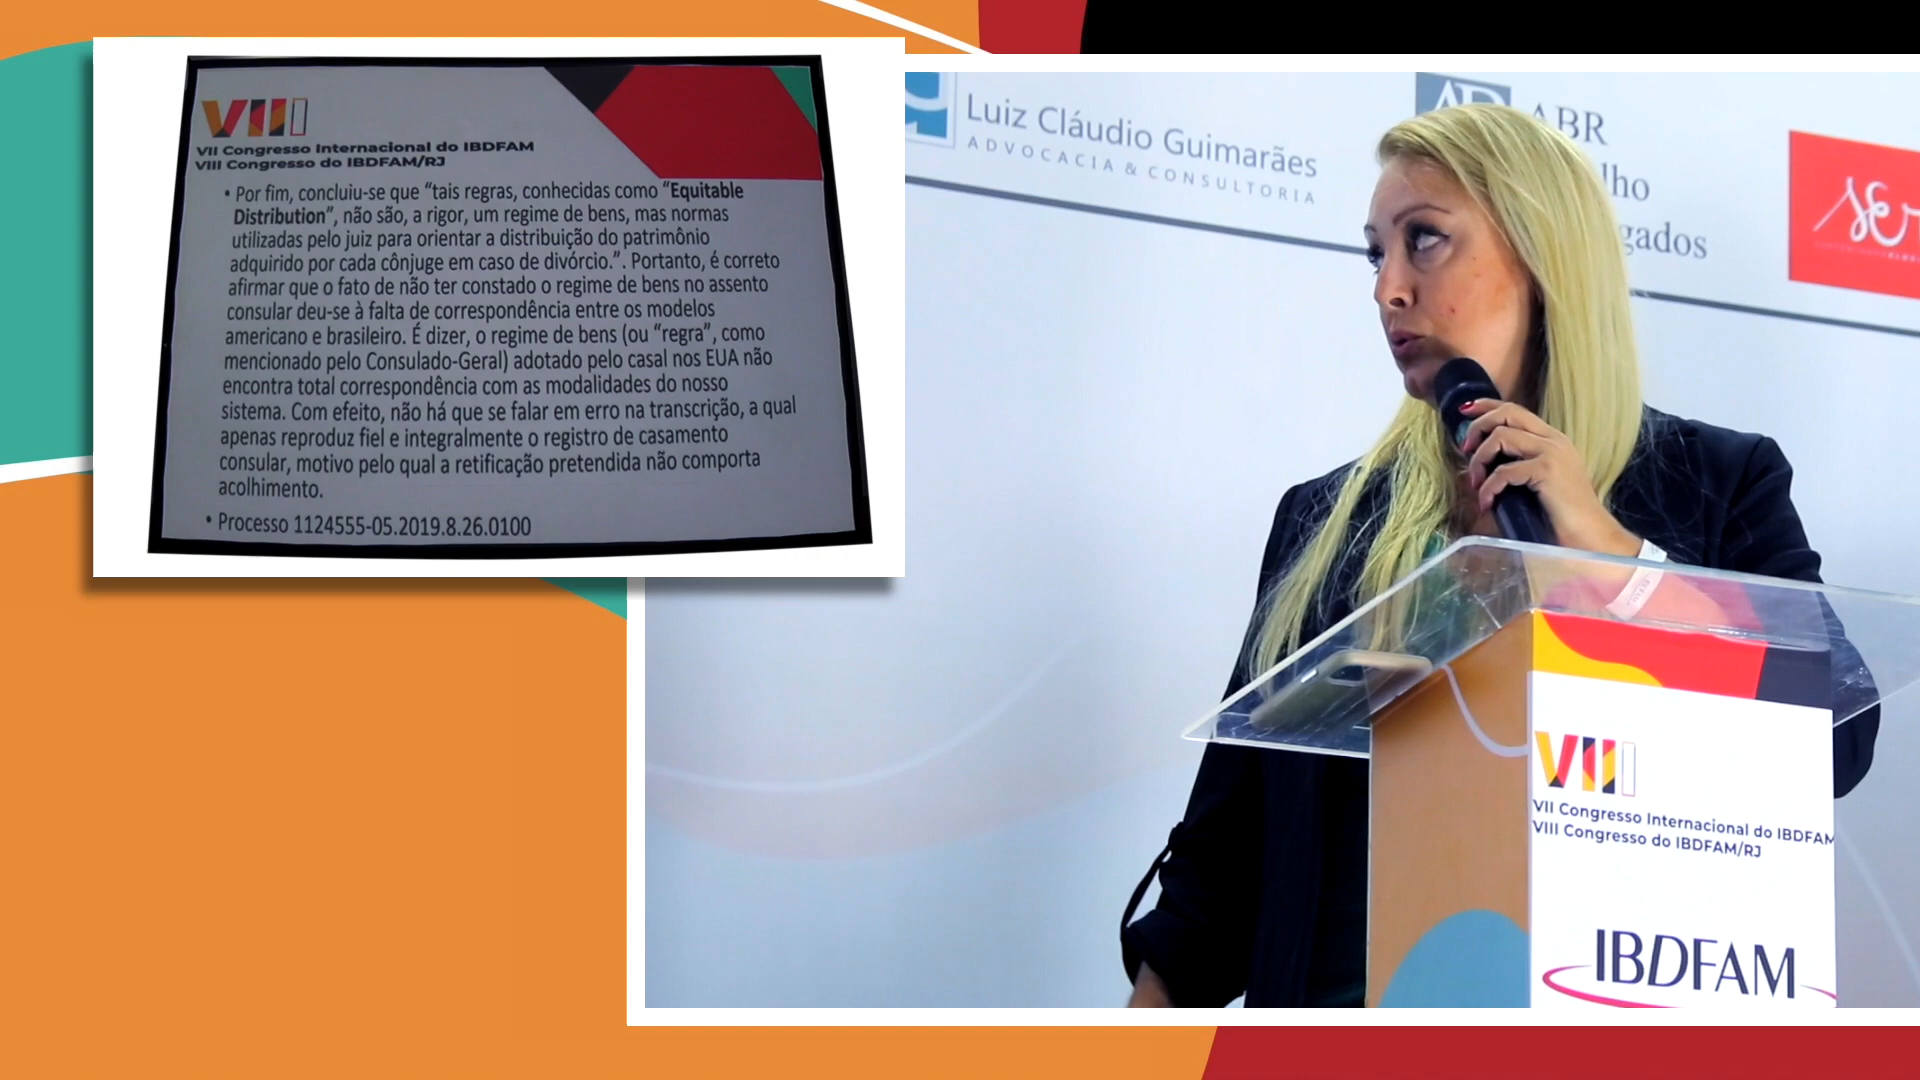 VIII
VII Congresso Internacional do IBDFAM
VIII Congresso do IBDFAM/RJ
• Por fim, concluiu-se que “tais regras, conhecidas como “Equitable
Distribution”, não são, a rigor, um regime de bens, mas normas
utilizadas pelo juiz para orientar a distribuição do patrimônio
adquirido por cada cônjuge em caso de divórcio.”. Portanto, é correto
afirmar que o fato de não ter constado o regime de bens no assento
consular deu-se à falta de correspondência entre os modelos
americano e brasileiro. É dizer, o regime de bens (ou “regra”, como
mencionado pelo Consulado-Geral) adotado pelo casal nos EUA não
encontra total correspondência com as modalidades do nosso
sistema. Com efeito, não há que se falar em erro na transcrição, a qual
apenas reproduz fiel e integralmente o registro de casamento
consular, motivo pelo qual a retificação pretendida não comporta
acolhimento.
• Processo 1124555-05.2019.8.26.0100
Luiz Cláudio Guimarães
ADVOCACIA & CONSULTORIA
ABR
lho
gados
VIII
VII Congresso Internacional do IBDFAM
VIII Congresso do IBDFAM/RJ
IBDFAM